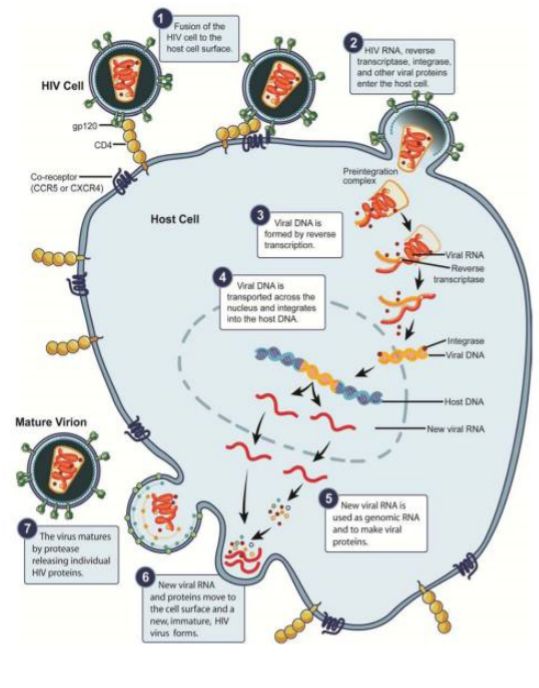 1
Fusion of the
HIV cell to the
host cell surface.
2
HIV RNA, reverse
transcriptase, integrase,
and other viral proteins
enter the host cell.
HIV Cell
gp120
CD4
Co-receptor
(CCR5 or CXCR4)
Preintegration
complex
Host Cell
3
Viral DNA is
formed by reverse
transcription.
Viral RNA
Reverse
transcriptase
4
Viral DNA is
transported across the
nucleus and integrates
into the host DNA.
Integrase
Viral DNA
Host DNA
New viral RNA
Mature Virion
5
New viral RNA is
used as genomic RNA
and to make viral
proteins.
7
The virus matures
by protease
releasing individual
HIV proteins.
6
New viral RNA
and proteins move to
the cell surface and a
new, immature, HIV
virus forms.